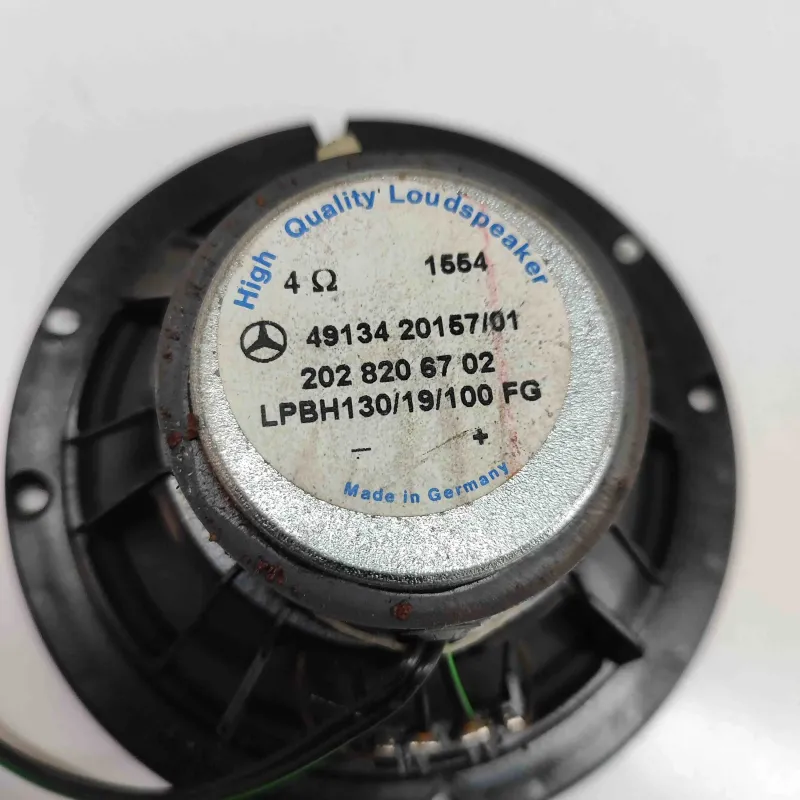 High Quality Loudspeaker
4 Ω 1554
49134 20157/01
202 820 67 02
LPBH130/19/100 FG
− +
Made in Germany